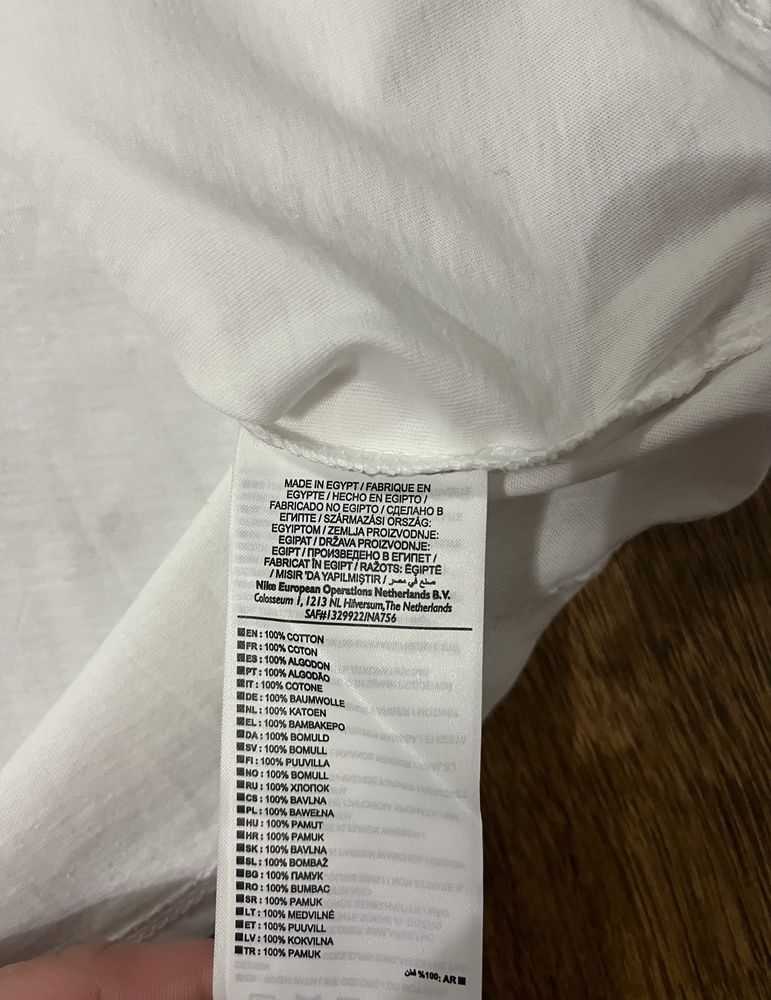 MADE IN EGYPT / FABRIQUE EN
EGYPTE / HECHO EN EGIPTO /
FABRICADO NO EGIPTO / СДЕЛАНО В
ЕГИПТЕ / SZÁRMAZÁSI ORSZÁG:
EGYIPTOM / ZEMLJA PROIZVODNJE:
EGIPAT / DRŽAVA PROIZVODNJE:
EGIPT / ПРОИЗВЕДЕНО В ЕГИПЕТ /
FABRICAT ÎN EGIPT / RAŽOTS: ĒĢIPTĒ
/ MISIR 'DA YAPILMIŞTIR / صنع في مصر
Nike European Operations Netherlands B.V.
Colosseum 1, 1213 NL Hilversum, The Netherlands
SAF#1329922/NA756
EN : 100% COTTON
FR : 100% COTON
ES : 100% ALGODON
PT : 100% ALGODÃO
IT : 100% COTONE
DE : 100% BAUMWOLLE
NL : 100% KATOEN
EL : 100% ΒΑΜΒΑΚΕΡΟ
DA : 100% BOMULD
SV : 100% BOMULL
FI : 100% PUUVILLA
NO : 100% BOMULL
RU : 100% ХЛОПОК
CS : 100% BAVLNA
PL : 100% BAWEŁNA
HU : 100% PAMUT
HR : 100% PAMUK
SK : 100% BAVLNA
SL : 100% BOMBAŽ
BG : 100% ПАМУК
RO : 100% BUMBAC
SR : 100% PAMUK
LT : 100% MEDVILNĖ
ET : 100% PUUVILL
LV : 100% KOKVILNA
TR : 100% PAMUK
قطن %100: AR